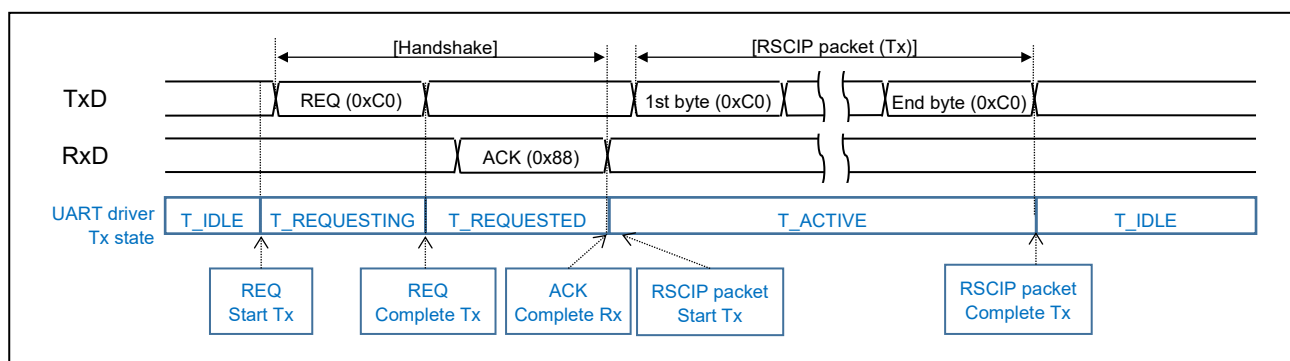 [Handshake]
[RSCIP packet (Tx)]
TxD
REQ (0xC0)
1st byte (0xC0)
End byte (0xC0)
RxD
ACK (0x88)
UART driver
Tx state
T_IDLE
T_REQUESTING
T_REQUESTED
T_ACTIVE
T_IDLE
REQ
Start Tx
REQ
Complete Tx
ACK
Complete Rx
RSCIP packet
Start Tx
RSCIP packet
Complete Tx